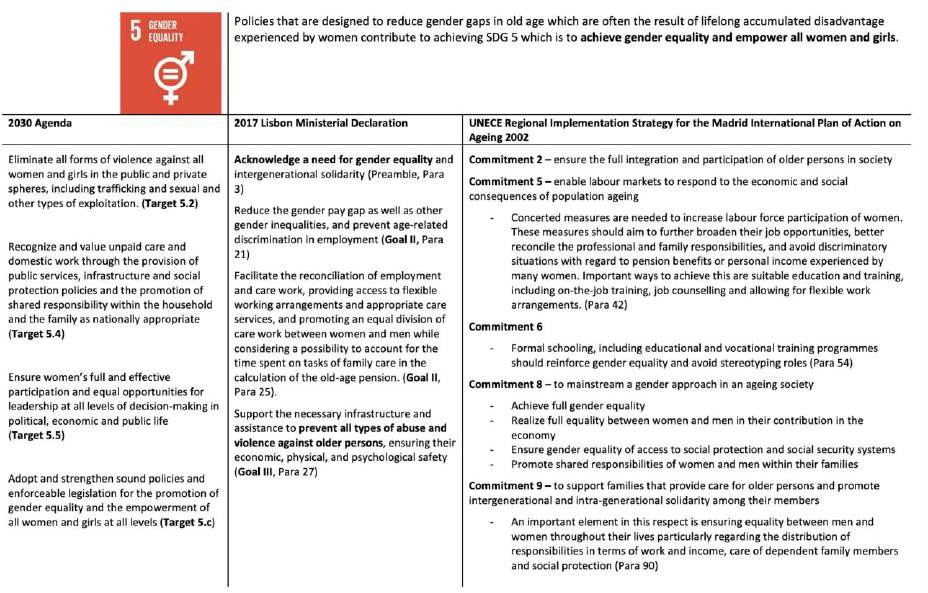 5 GENDER
EQUALITY
Policies that are designed to reduce gender gaps in old age which are often the result of lifelong accumulated disadvantage
experienced by women contribute to achieving SDG 5 which is to achieve gender equality and empower all women and girls.
2030 Agenda
2017 Lisbon Ministerial Declaration
UNECE Regional Implementation Strategy for the Madrid International Plan of Action on
Ageing 2002
Eliminate all forms of violence against all
women and girls in the public and private
spheres, including trafficking and sexual and
other types of exploitation. (Target 5.2)
Recognize and value unpaid care and
domestic work through the provision of
public services, infrastructure and social
protection policies and the promotion of
shared responsibility within the household
and the family as nationally appropriate
(Target 5.4)
Ensure women's full and effective
participation and equal opportunities for
leadership at all levels of decision-making in
political, economic and public life
(Target 5.5)
Adopt and strengthen sound policies and
enforceable legislation for the promotion of
gender equality and the empowerment of
all women and girls at all levels (Target 5.c)
Acknowledge a need for gender equality and
intergenerational solidarity (Preamble, Para
3)
Reduce the gender pay gap as well as other
gender inequalities, and prevent age-related
discrimination in employment (Goal II, Para
21)
Facilitate the reconciliation of employment
and care work, providing access to flexible
working arrangements and appropriate care
services, and promoting an equal division of
care work between women and men while
considering a possibility to account for the
time spent on tasks of family care in the
calculation of the old-age pension. (Goal II,
Para 25).
Support the necessary infrastructure and
assistance to prevent all types of abuse and
violence against older persons, ensuring their
economic, physical, and psychological safety
(Goal III, Para 27)
Commitment 2 – ensure the full integration and participation of older persons in society
Commitment 5 – enable labour markets to respond to the economic and social
consequences of population ageing
- Concerted measures are needed to increase labour force participation of women.
These measures should aim to further broaden their job opportunities, better
reconcile the professional and family responsibilities, and avoid discriminatory
situations with regard to pension benefits or personal income experienced by
many women. Important ways to achieve this are suitable education and training,
including on-the-job training, job counselling and allowing for flexible work
arrangements. (Para 42)
Commitment 6
- Formal schooling, including educational and vocational training programmes
should reinforce gender equality and avoid stereotyping roles (Para 54)
Commitment 8 – to mainstream a gender approach in an ageing society
- Achieve full gender equality
- Realize full equality between women and men in their contribution in the
economy
- Ensure gender equality of access to social protection and social security systems
- Promote shared responsibilities of women and men within their families
Commitment 9 – to support families that provide care for older persons and promote
intergenerational and intra-generational solidarity among their members
- An important element in this respect is ensuring equality between men and
women throughout their lives particularly regarding the distribution of
responsibilities in terms of work and income, care of dependent family members
and social protection (Para 90)